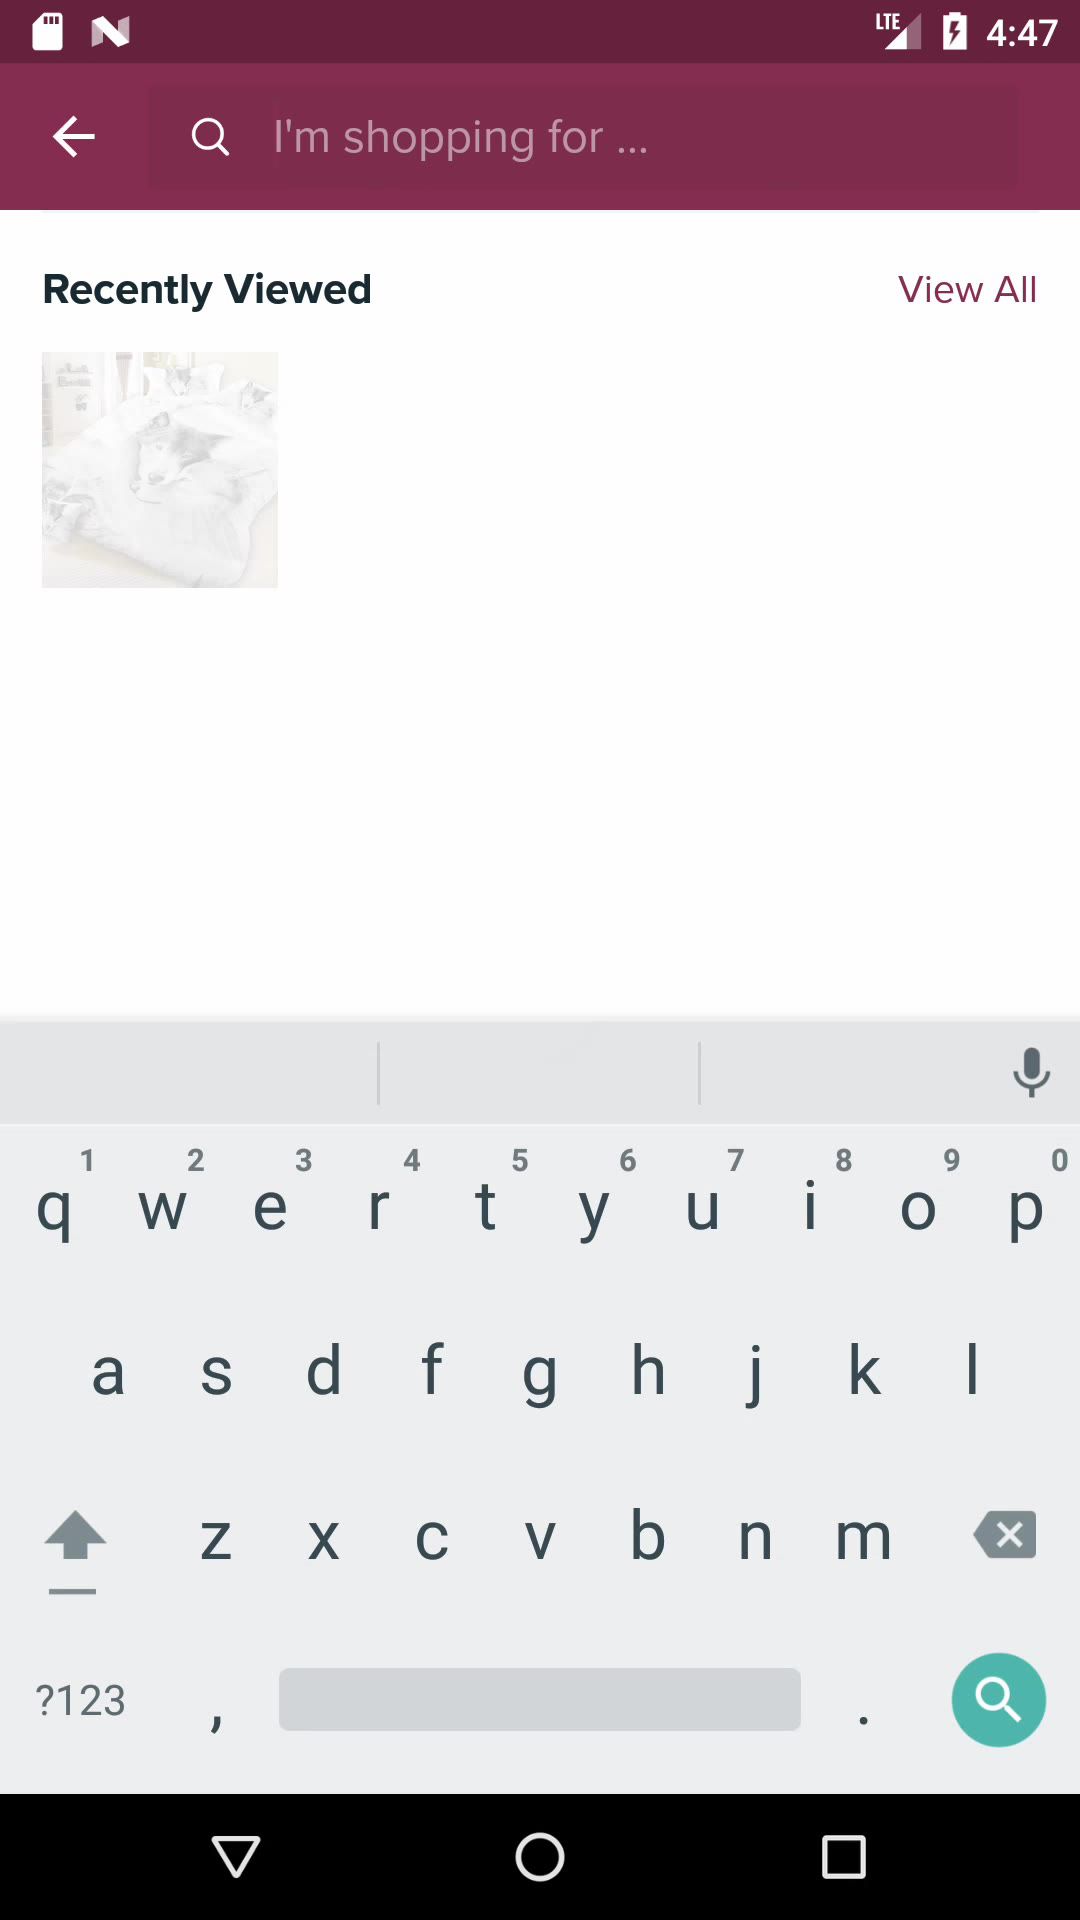 LTE 4:47
I'm shopping for ...
Recently Viewed View All
1 2 3 4 5 6 7 8 9 0
q w e r t y u i o p
a s d f g h j k l
z x c v b n m
?123 , .